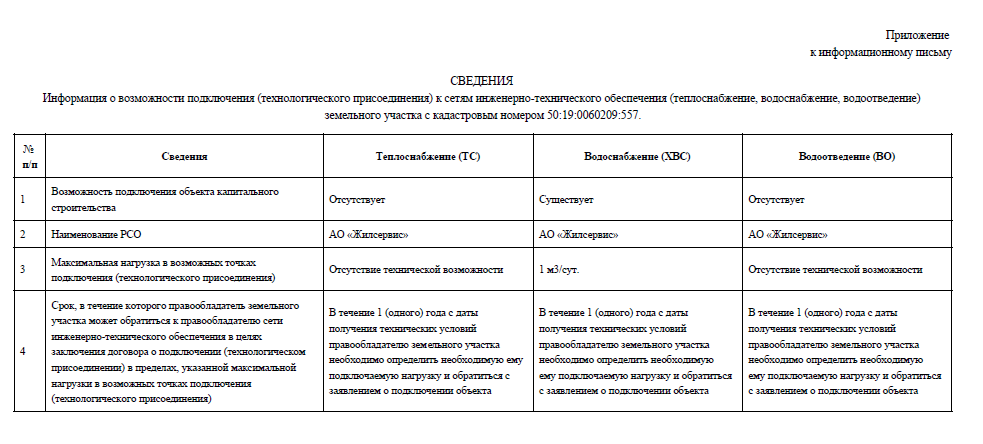 Приложение
к информационному письму
СВЕДЕНИЯ
Информация о возможности подключения (технологического присоединения) к сетям инженерно-технического обеспечения (теплоснабжение, водоснабжение, водоотведение)
земельного участка с кадастровым номером 50:19:0060209:557.
№
п/п
Сведения
Теплоснабжение (ТС)
Водоснабжение (ХВС)
Водоотведение (ВО)
1
Возможность подключения объекта капитального
строительства
Отсутствует
Существует
Отсутствует
2
Наименование РСО
АО «Жилсервис»
АО «Жилсервис»
АО «Жилсервис»
3
Максимальная нагрузка в возможных точках
подключения (технологического присоединения)
Отсутствие технической возможности
1 м3/сут.
Отсутствие технической возможности
4
Срок, в течение которого правообладатель земельного
участка может обратиться к правообладателю сети
инженерно-технического обеспечения в целях
заключения договора о подключении (технологическом
присоединении) в пределах, указанной максимальной
нагрузки в возможных точках подключения
(технологического присоединения)
В течение 1 (одного) года с даты
получения технических условий
правообладателю земельного участка
необходимо определить необходимую ему
подключаемую нагрузку и обратиться с
заявлением о подключении объекта
В течение 1 (одного) года с даты
получения технических условий
правообладателю земельного участка
необходимо определить необходимую
ему подключаемую нагрузку и обратиться
с заявлением о подключении объекта
В течение 1 (одного) года с даты
получения технических условий
правообладателю земельного участка
необходимо определить необходимую
ему подключаемую нагрузку и обратиться
с заявлением о подключении объекта